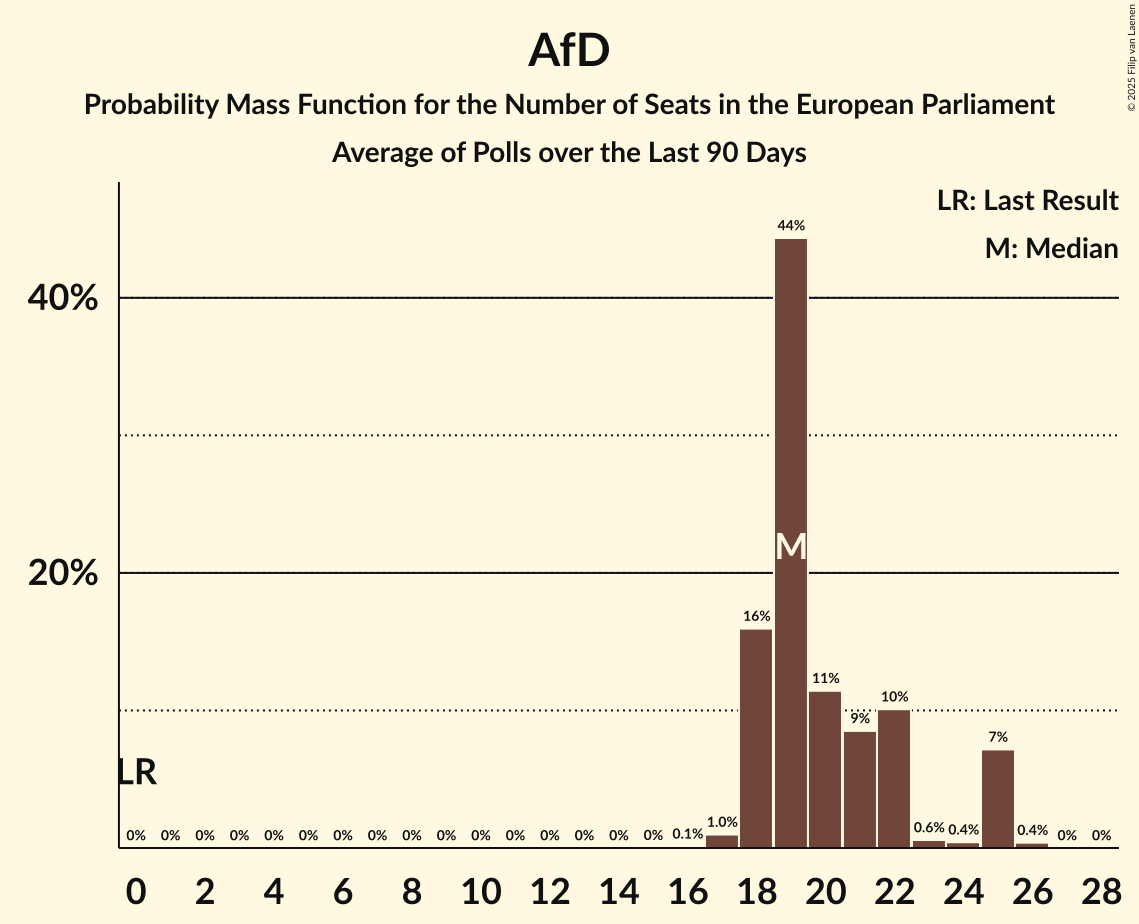 AfD
Probability Mass Function for the Number of Seats in the European Parliament
Average of Polls over the Last 90 Days
© 2025 Filip van Laenen
LR: Last Result
M: Median
40%
20%
44%
M
16%
11%
9%
10%
7%
LR
0% 0% 0% 0% 0% 0% 0% 0% 0% 0% 0% 0% 0% 0% 0% 0% 0.1% 1.0% 0.6% 0.4% 0.4% 0% 0%
0 2 4 6 8 10 12 14 16 18 20 22 24 26 28